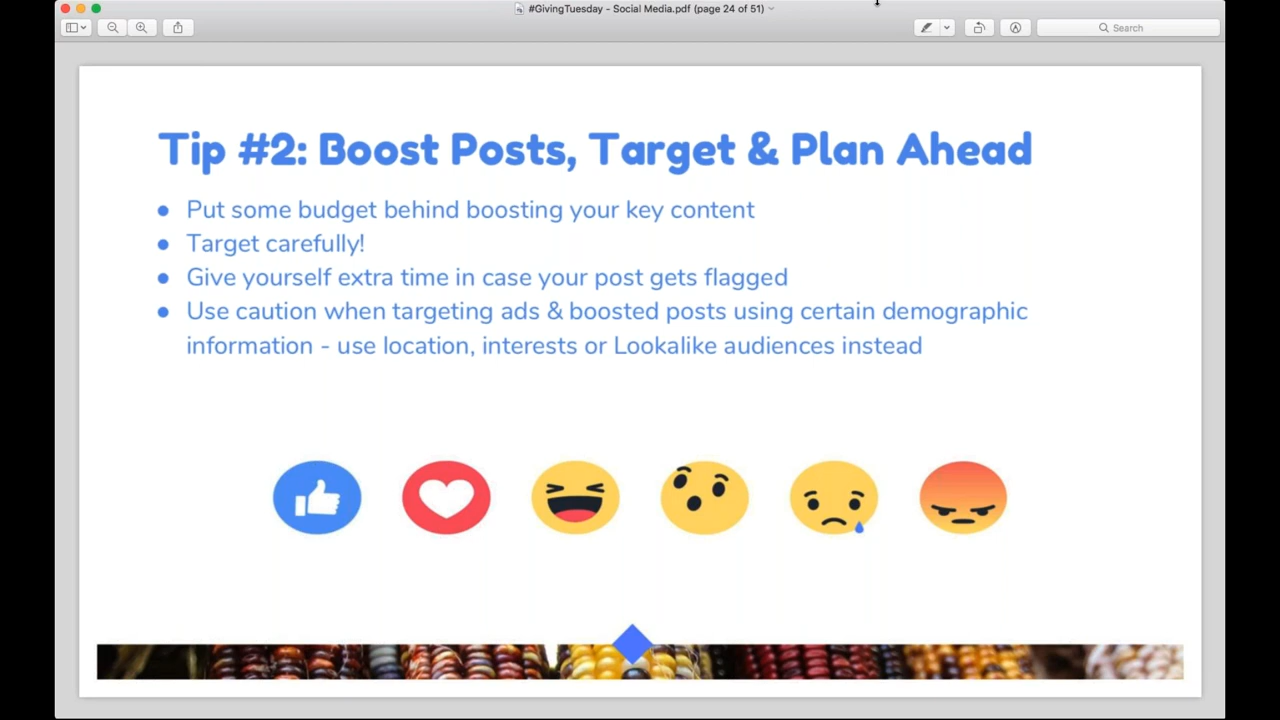 #GivingTuesday - Social Media.pdf (page 24 of 51)
Search
Tip #2: Boost Posts, Target & Plan Ahead
● Put some budget behind boosting your key content
● Target carefully!
● Give yourself extra time in case your post gets flagged
● Use caution when targeting ads & boosted posts using certain demographic
information - use location, interests or Lookalike audiences instead